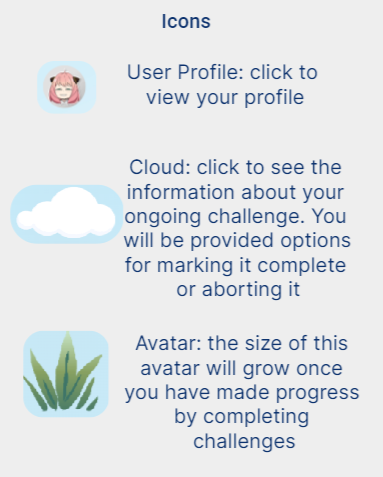 Icons
User Profile: click to
view your profile
Cloud: click to see the
information about your
ongoing challenge. You
will be provided options
for marking it complete
or aborting it
Avatar: the size of this
avatar will grow once
you have made progress
by completing
challenges